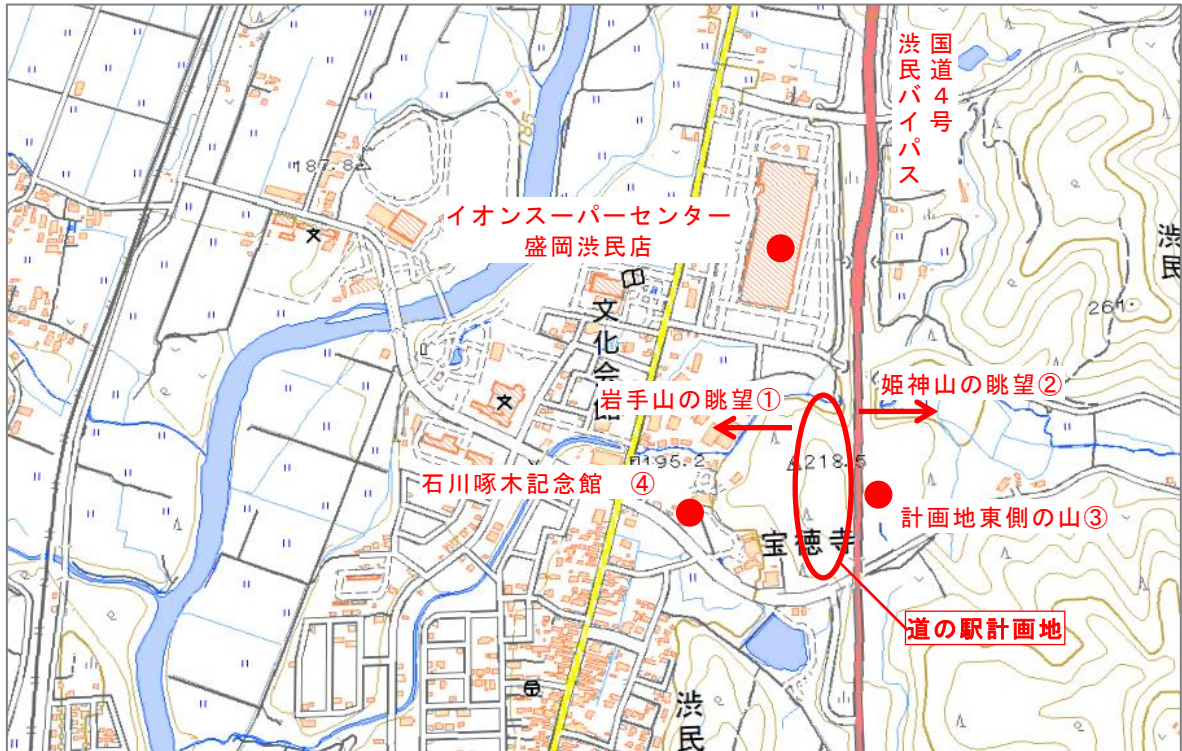 国道４号
渋民バイパス
185
187.8
イオンスーパーセンター
盛岡渋民店
渋民
261
文化会館
岩手山の眺望①
姫神山の眺望②
195.2
218.5
石川啄木記念館　④
計画地東側の山③
宝徳寺
道の駅計画地
渋民